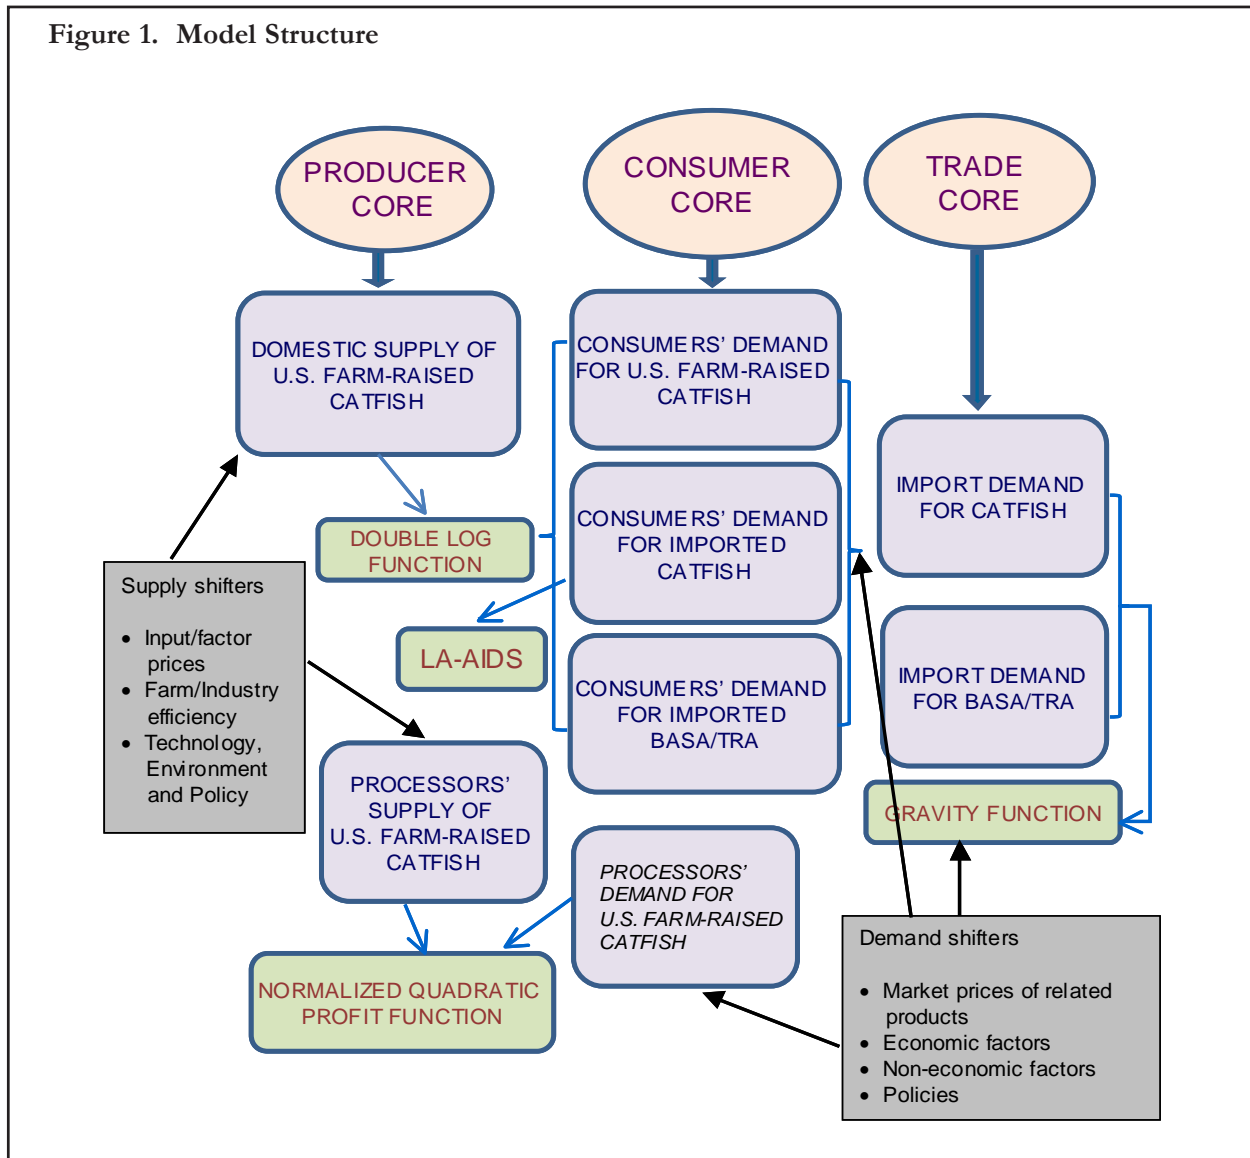 Figure 1. Model Structure
PRODUCER
CORE
CONSUMER
CORE
TRADE
CORE
DOMESTIC SUPPLY OF
U.S. FARM-RAISED
CATFISH
CONSUMERS’ DEMAND
FOR U.S. FARM-RAISED
CATFISH
IMPORT DEMAND
FOR CATFISH
DOUBLE LOG
FUNCTION
CONSUMERS’ DEMAND
FOR IMPORTED
CATFISH
Supply shifters
• Input/factor
prices
• Farm/Industry
efficiency
• Technology,
Environment
and Policy
LA-AIDS
CONSUMERS’ DEMAND
FOR IMPORTED
BASA/TRA
IMPORT DEMAND
FOR BASA/TRA
PROCESSORS’
SUPPLY OF
U.S. FARM-RAISED
CATFISH
GRAVITY FUNCTION
PROCESSORS’
DEMAND FOR
U.S. FARM-RAISED
CATFISH
NORMALIZED QUADRATIC
PROFIT FUNCTION
Demand shifters
• Market prices of related
products
• Economic factors
• Non-economic factors
• Policies